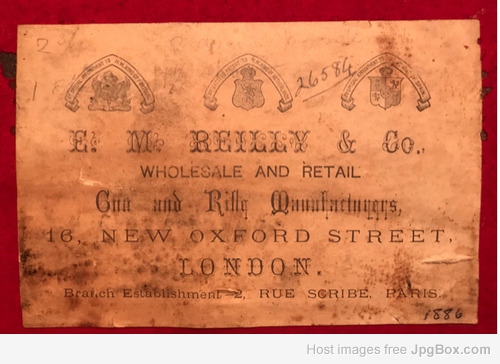 26584
E. M. REILLY & Co.,
WHOLESALE AND RETAIL
Gun and Rifle Manufacturers,
16, NEW OXFORD STREET,
LONDON.
Branch Establishment-2, RUE SCRIBE, PARIS.
1886
Host images free JpgBox.com